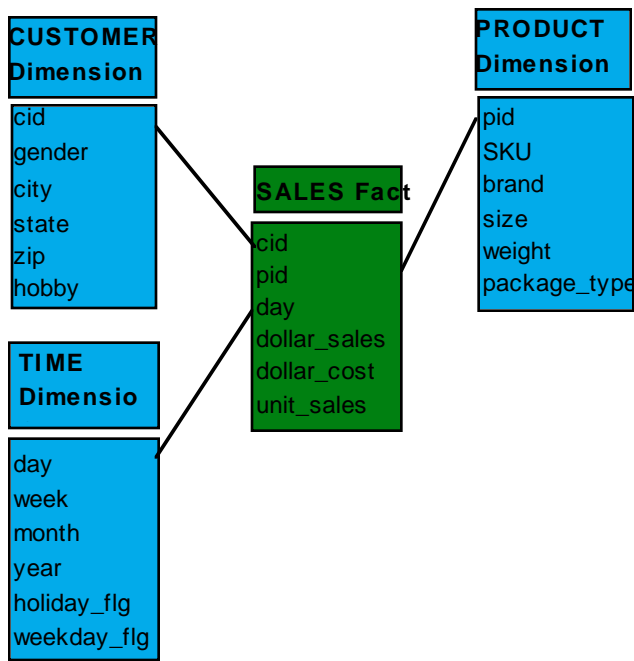 CUSTOMER
Dimension
cid
gender
city
state
zip
hobby
TIME
Dimensio
day
week
month
year
holiday_flg
weekday_flg
SALES Fact
cid
pid
day
dollar_sales
dollar_cost
unit_sales
PRODUCT
Dimension
pid
SKU
brand
size
weight
package_type